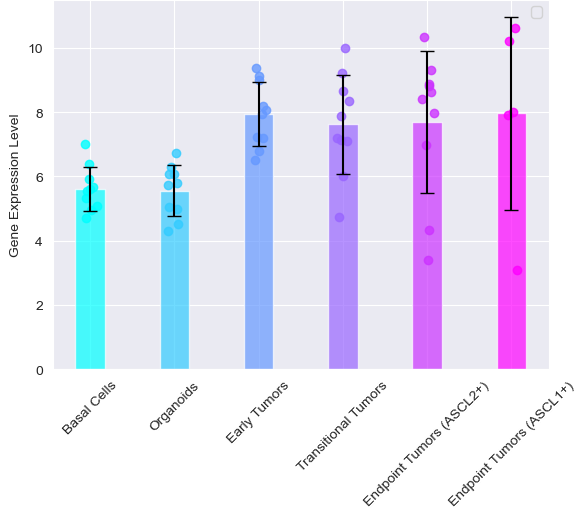 Gene Expression Level
10
8
6
4
2
0
Basal Cells
Organoids
Early Tumors
Transitional Tumors
Endpoint Tumors (ASCL2+)
Endpoint Tumors (ASCL1+)